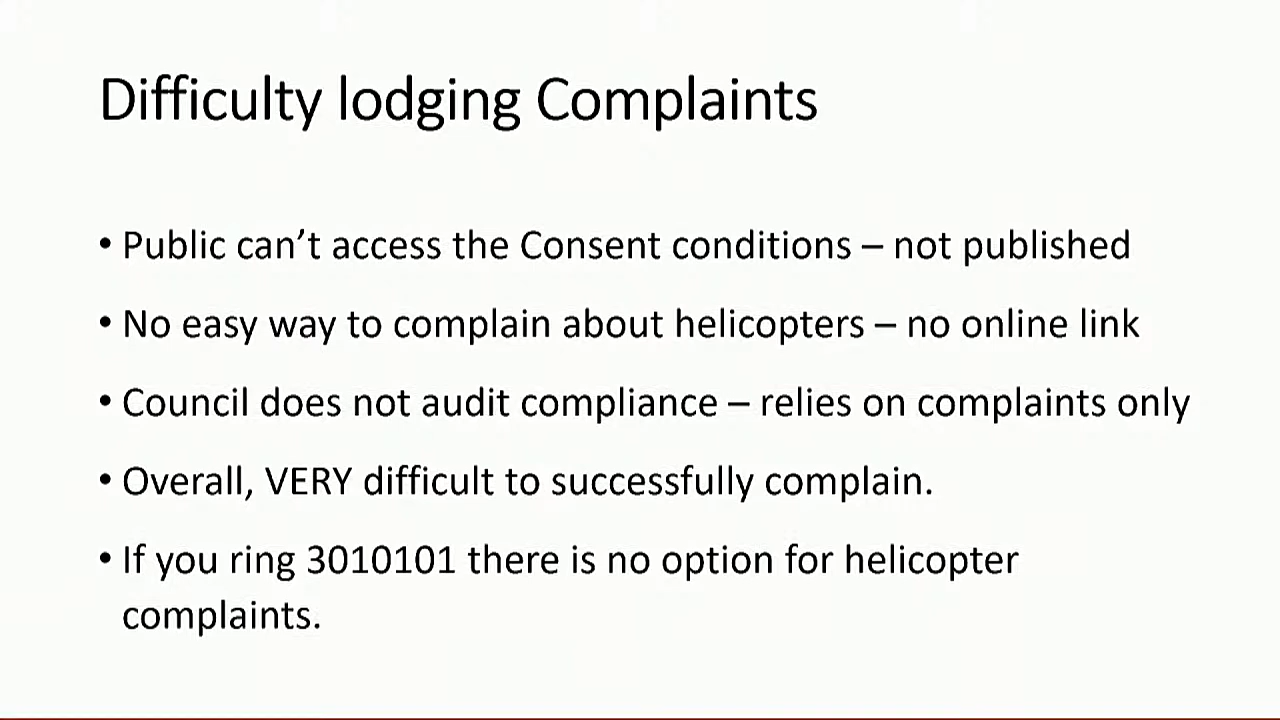 Difficulty lodging Complaints
• Public can’t access the Consent conditions – not published
• No easy way to complain about helicopters – no online link
• Council does not audit compliance – relies on complaints only
• Overall, VERY difficult to successfully complain.
• If you ring 3010101 there is no option for helicopter
complaints.